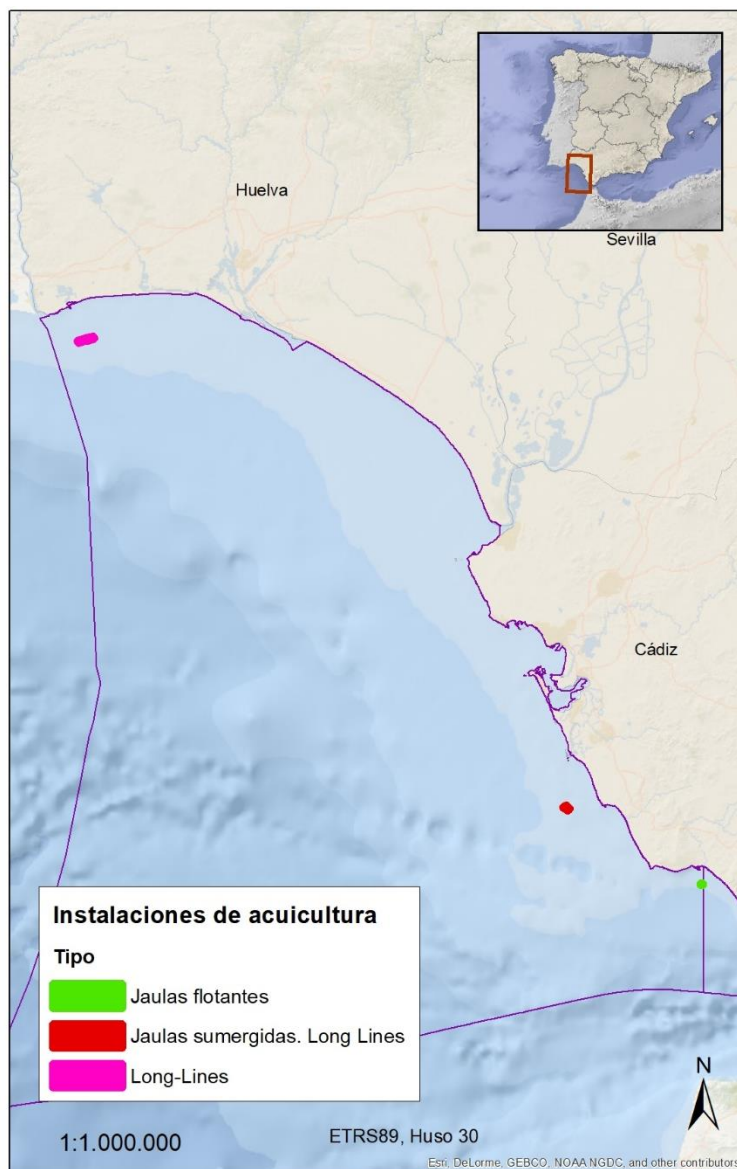 Huelva
Sevilla
Cádiz
Instalaciones de acuicultura
Tipo
Jaulas flotantes
Jaulas sumergidas. Long Lines
Long-Lines
N
1:1.000.000
ETRS89, Huso 30
Esri, DeLorme, GEBCO, NOAA NGDC, and other contributors